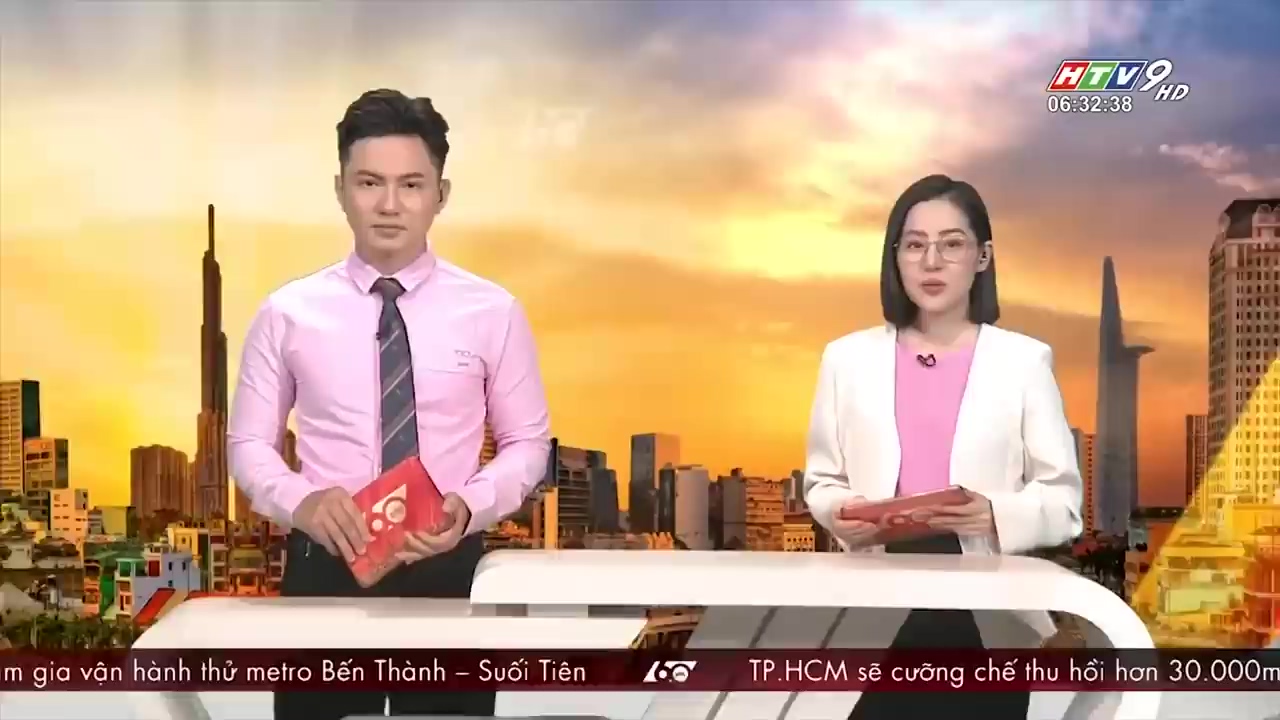 HTV9 HD
06:32:38
gia vận hành thử metro Bến Thành – Suối Tiên
60
TP.HCM sẽ cưỡng chế thu hồi hơn 30.000m